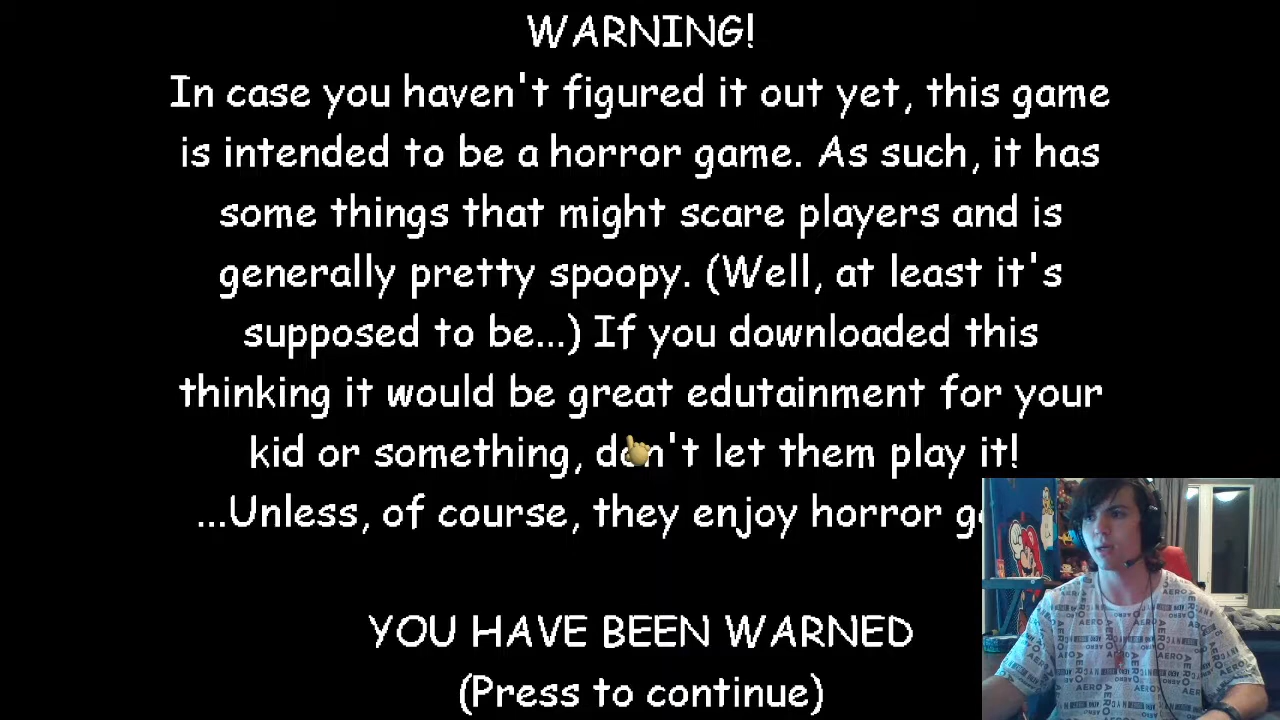 WARNING!
In case you haven't figured it out yet, this game
is intended to be a horror game. As such, it has
some things that might scare players and is
generally pretty spoopy. (Well, at least it's
supposed to be...) If you downloaded this
thinking it would be great edutainment for your
kid or something, don't let them play it!
...Unless, of course, they enjoy horror
YOU HAVE BEEN WARNED
(Press to continue)
AERO